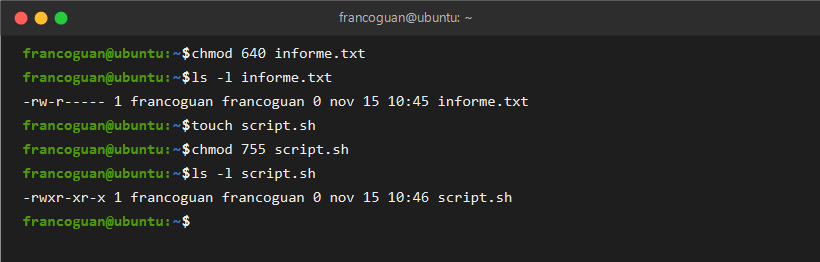 francoguan@ubuntu: ~
francoguan@ubuntu:~$chmod 640 informe.txt
francoguan@ubuntu:~$ls -l informe.txt
-rw-r----- 1 francoguan francoguan 0 nov 15 10:45 informe.txt
francoguan@ubuntu:~$touch script.sh
francoguan@ubuntu:~$chmod 755 script.sh
francoguan@ubuntu:~$ls -l script.sh
-rwxr-xr-x 1 francoguan francoguan 0 nov 15 10:46 script.sh
francoguan@ubuntu:~$